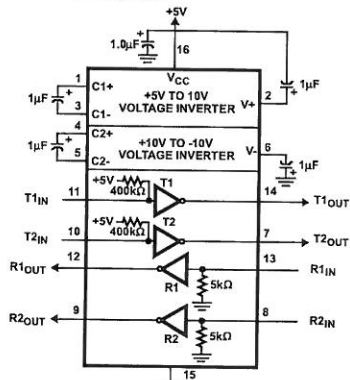 +5V
1.0µF
16
1
C1+
VCC
+5V TO 10V
VOLTAGE INVERTER
2
V+
1µF
1µF
3
C1-
4
C2+
+10V TO -10V
VOLTAGE INVERTER
6
V-
1µF
5
C2-
1µF
+5V
400kΩ
T1
T1IN
11
14
T1OUT
+5V
400kΩ
T2
T2IN
10
7
T2OUT
R1OUT
12
13
R1IN
R1
5kΩ
R2OUT
9
8
R2IN
R2
5kΩ
15